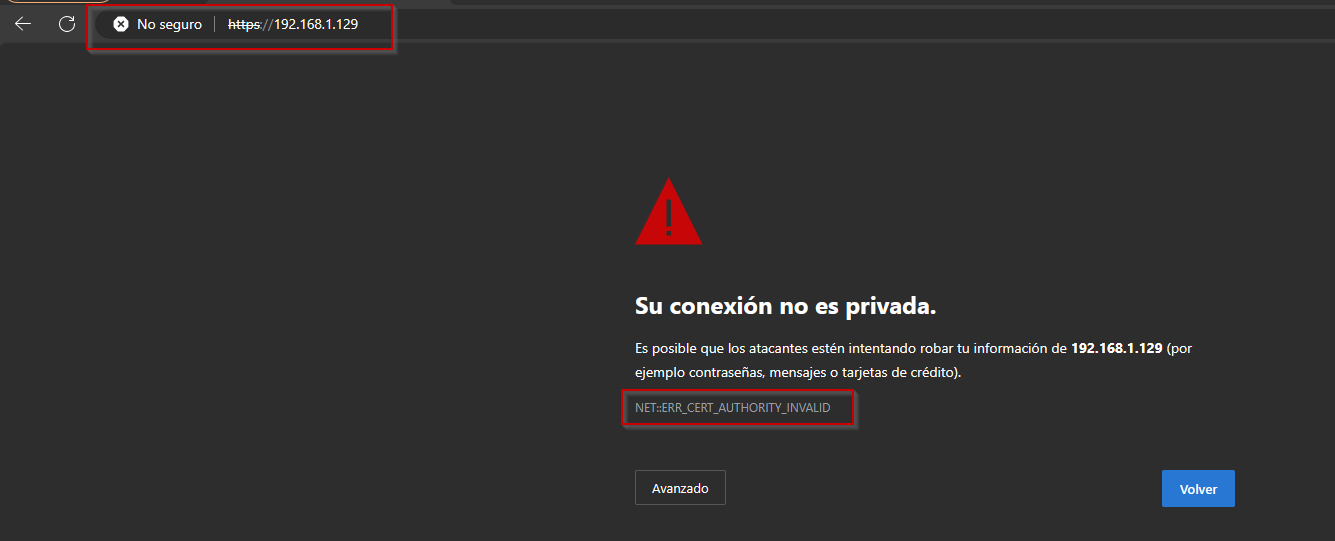 No seguro https://192.168.1.129
Su conexión no es privada.
Es posible que los atacantes estén intentando robar tu información de 192.168.1.129 (por
ejemplo contraseñas, mensajes o tarjetas de crédito).
NET::ERR_CERT_AUTHORITY_INVALID
Avanzado Volver